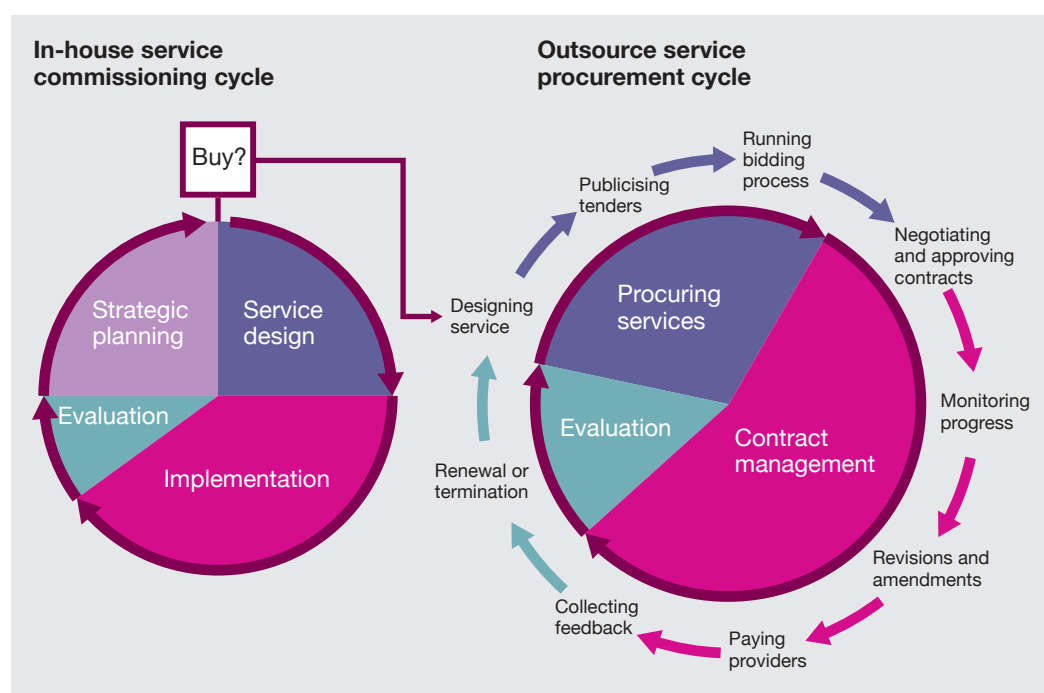 In-house service
commissioning cycle
Buy?
Strategic
planning
Service
design
Evaluation
Implementation
Outsource service
procurement cycle
Designing
service
Publicising
tenders
Running
bidding
process
Negotiating
and approving
contracts
Monitoring
progress
Revisions and
amendments
Paying
providers
Collecting
feedback
Renewal or
termination
Procuring
services
Evaluation
Contract
management